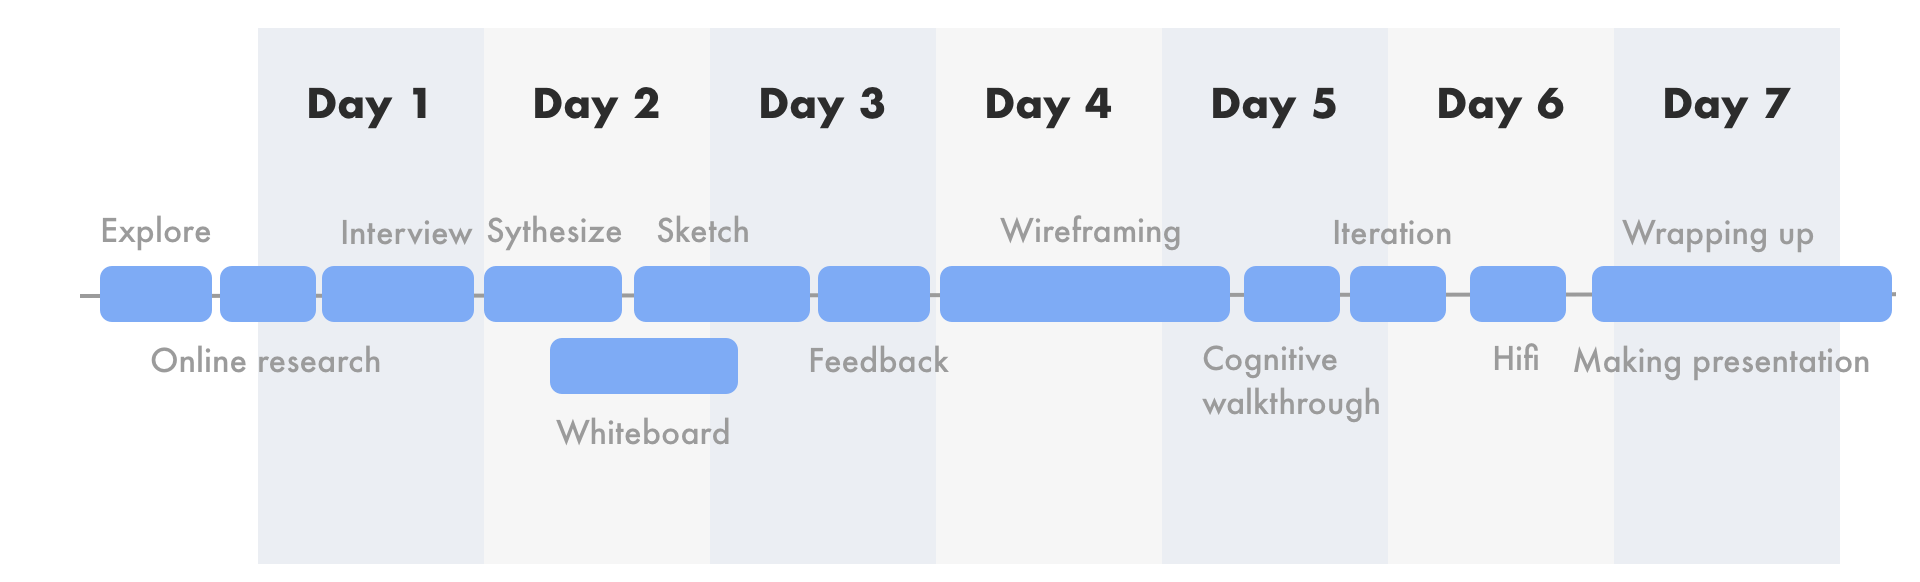 Day 1
Day 2
Day 3
Day 4
Day 5
Day 6
Day 7
Explore
Interview
Sythesize
Sketch
Wireframing
Iteration
Wrapping up
Online research
Feedback
Cognitive
walkthrough
Hifi
Making presentation
Whiteboard